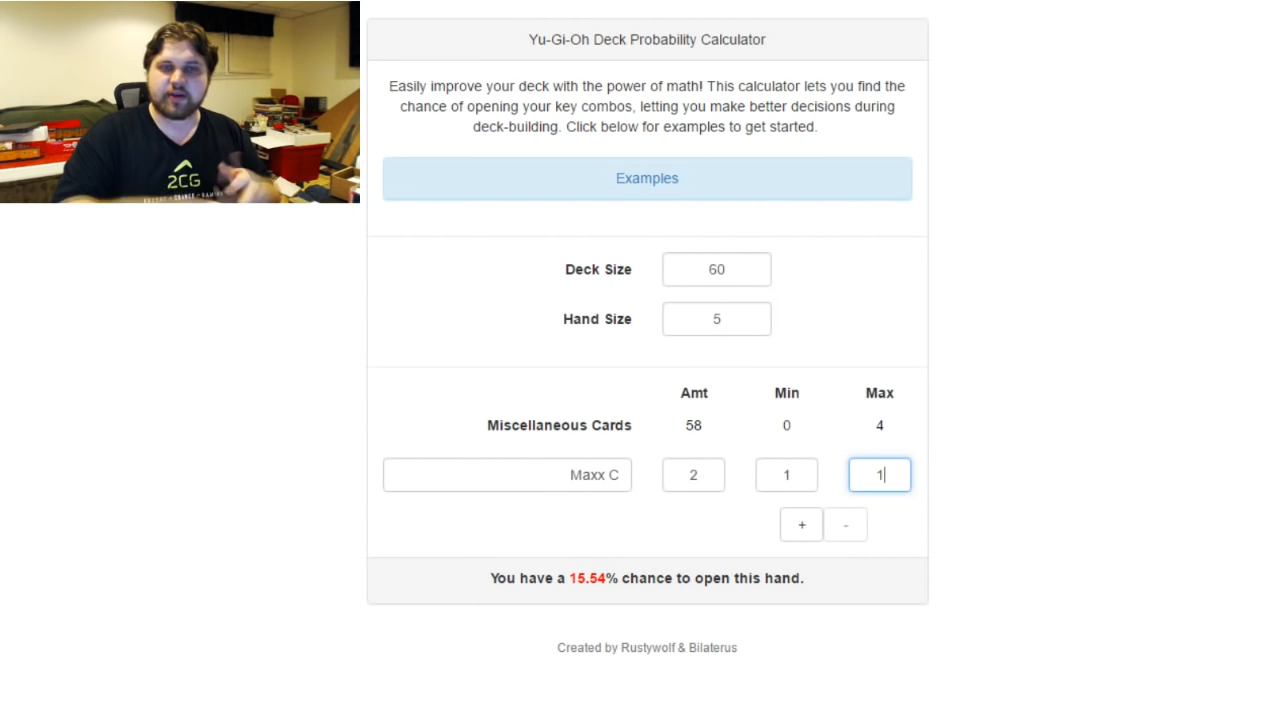 2CG
Yu-Gi-Oh Deck Probability Calculator
Easily improve your deck with the power of math! This calculator lets you find the
chance of opening your key combos, letting you make better decisions during
deck-building. Click below for examples to get started.
Examples
Deck Size 60
Hand Size 5
Amt Min Max
Miscellaneous Cards 58 0 4
Maxx C 2 1 1
+ -
You have a 15.54% chance to open this hand.
Created by Rustywolf & Bilaterus